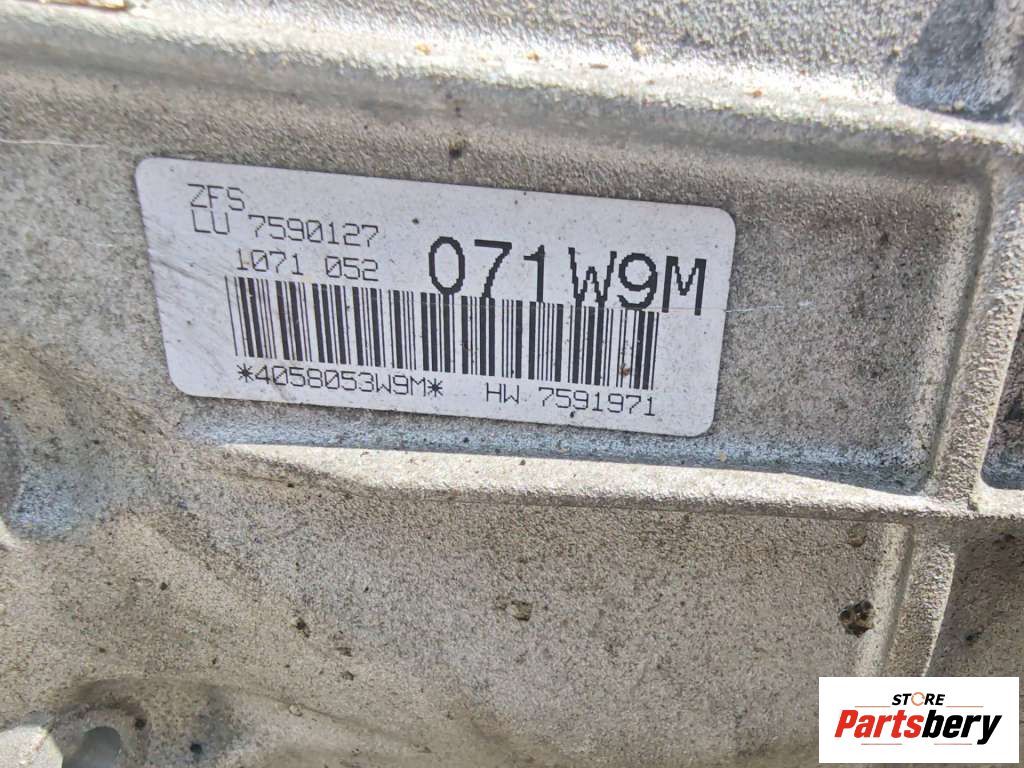 ZFS
LU 7590127
1071 052
071W9M
*4058053W9M* HW 7591971
STORE
Partsbery